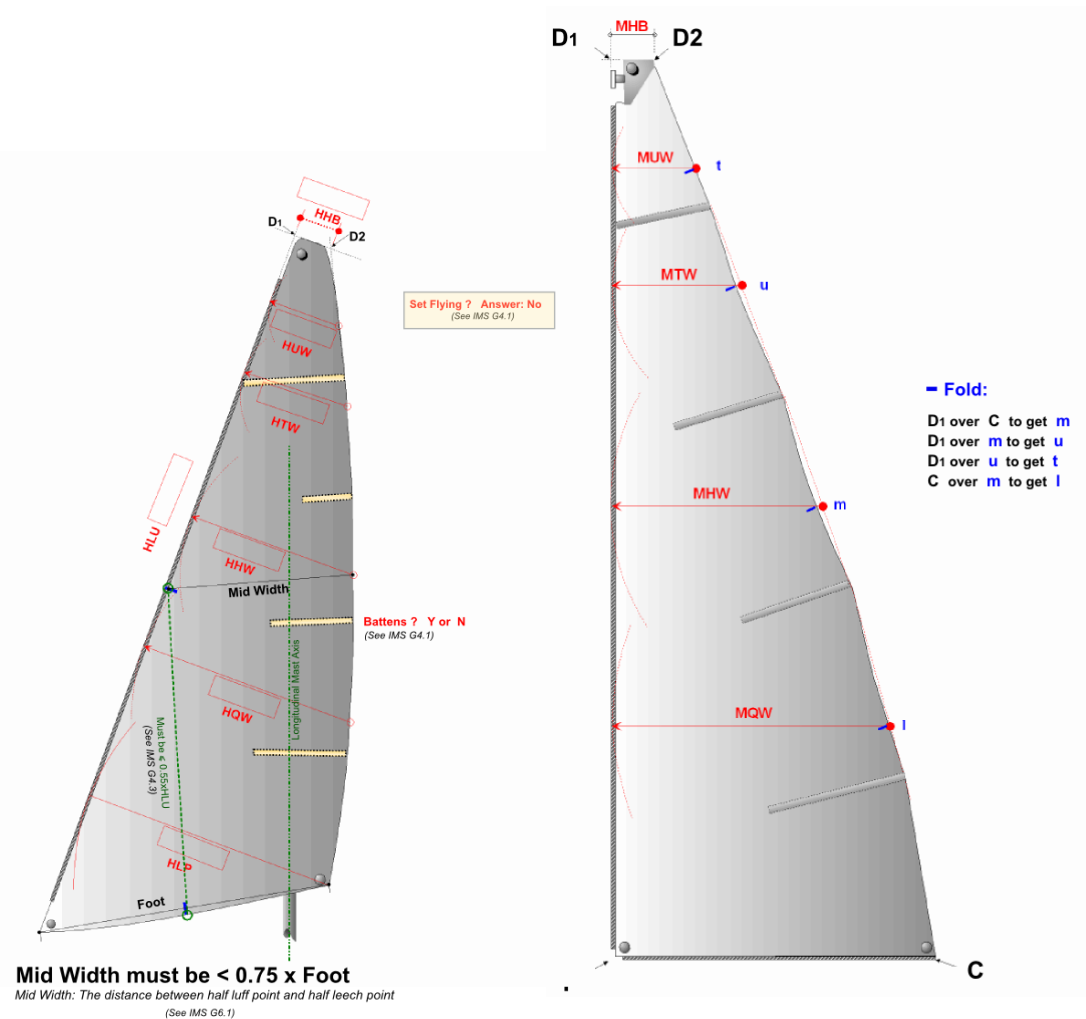 D1
HHB
D2
Set Flying ? Answer: No
(See IMS G4.1)
HUW
HTW
HLU
HHW
Mid Width
Battens ? Y or N
(See IMS G4.1)
Longitudinal Mast Axis
HQW
Must be ≤ 0.55xHLU
(See IMS G4.3)
HLP
Foot
Mid Width must be < 0.75 x Foot
Mid Width: The distance between half luff point and half leech point
(See IMS G6.1)
MHB
D1
D2
MUW
t
MTW
u
MHW
m
MQW
l
C
- Fold:
D1 over C to get m
D1 over m to get u
D1 over u to get t
C over m to get l